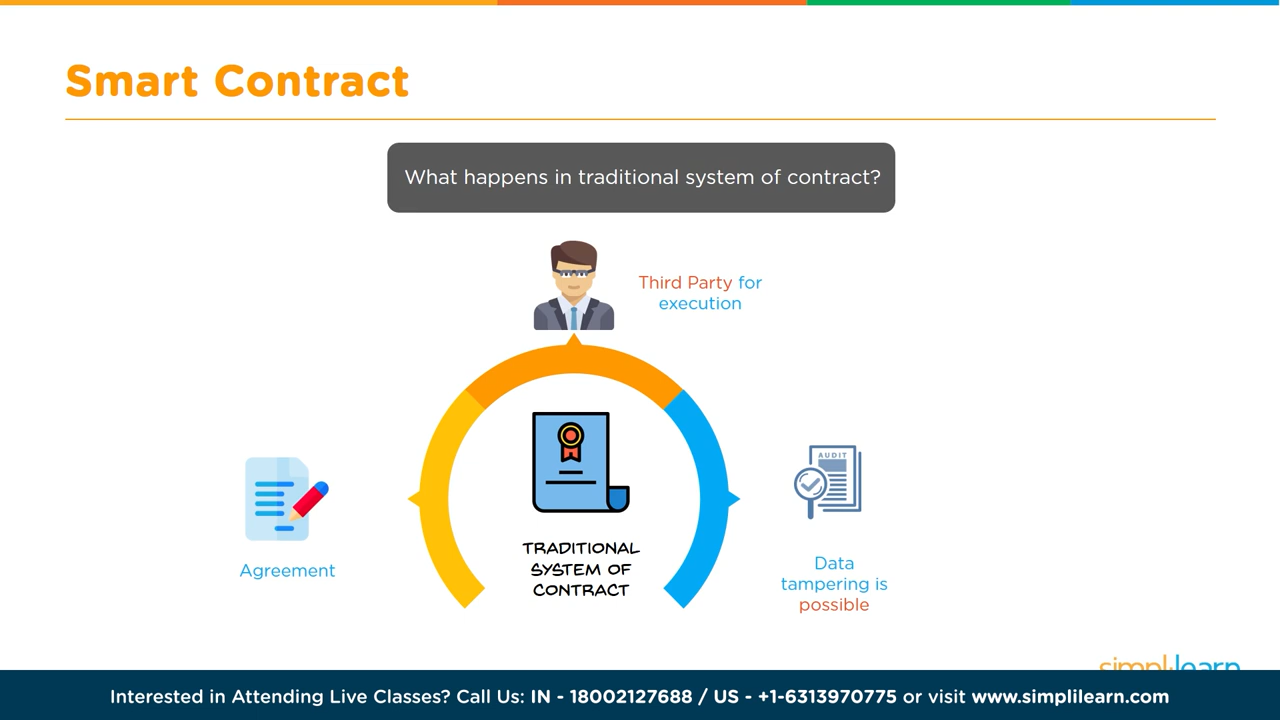 Smart Contract
What happens in traditional system of contract?
Third Party for
execution
AUDIT
TRADITIONAL
SYSTEM OF
CONTRACT
Agreement
Data
tampering is
possible
simplilearn
Interested in Attending Live Classes? Call Us: IN - 18002127688 / US - +1-6313970775 or visit www.simplilearn.com